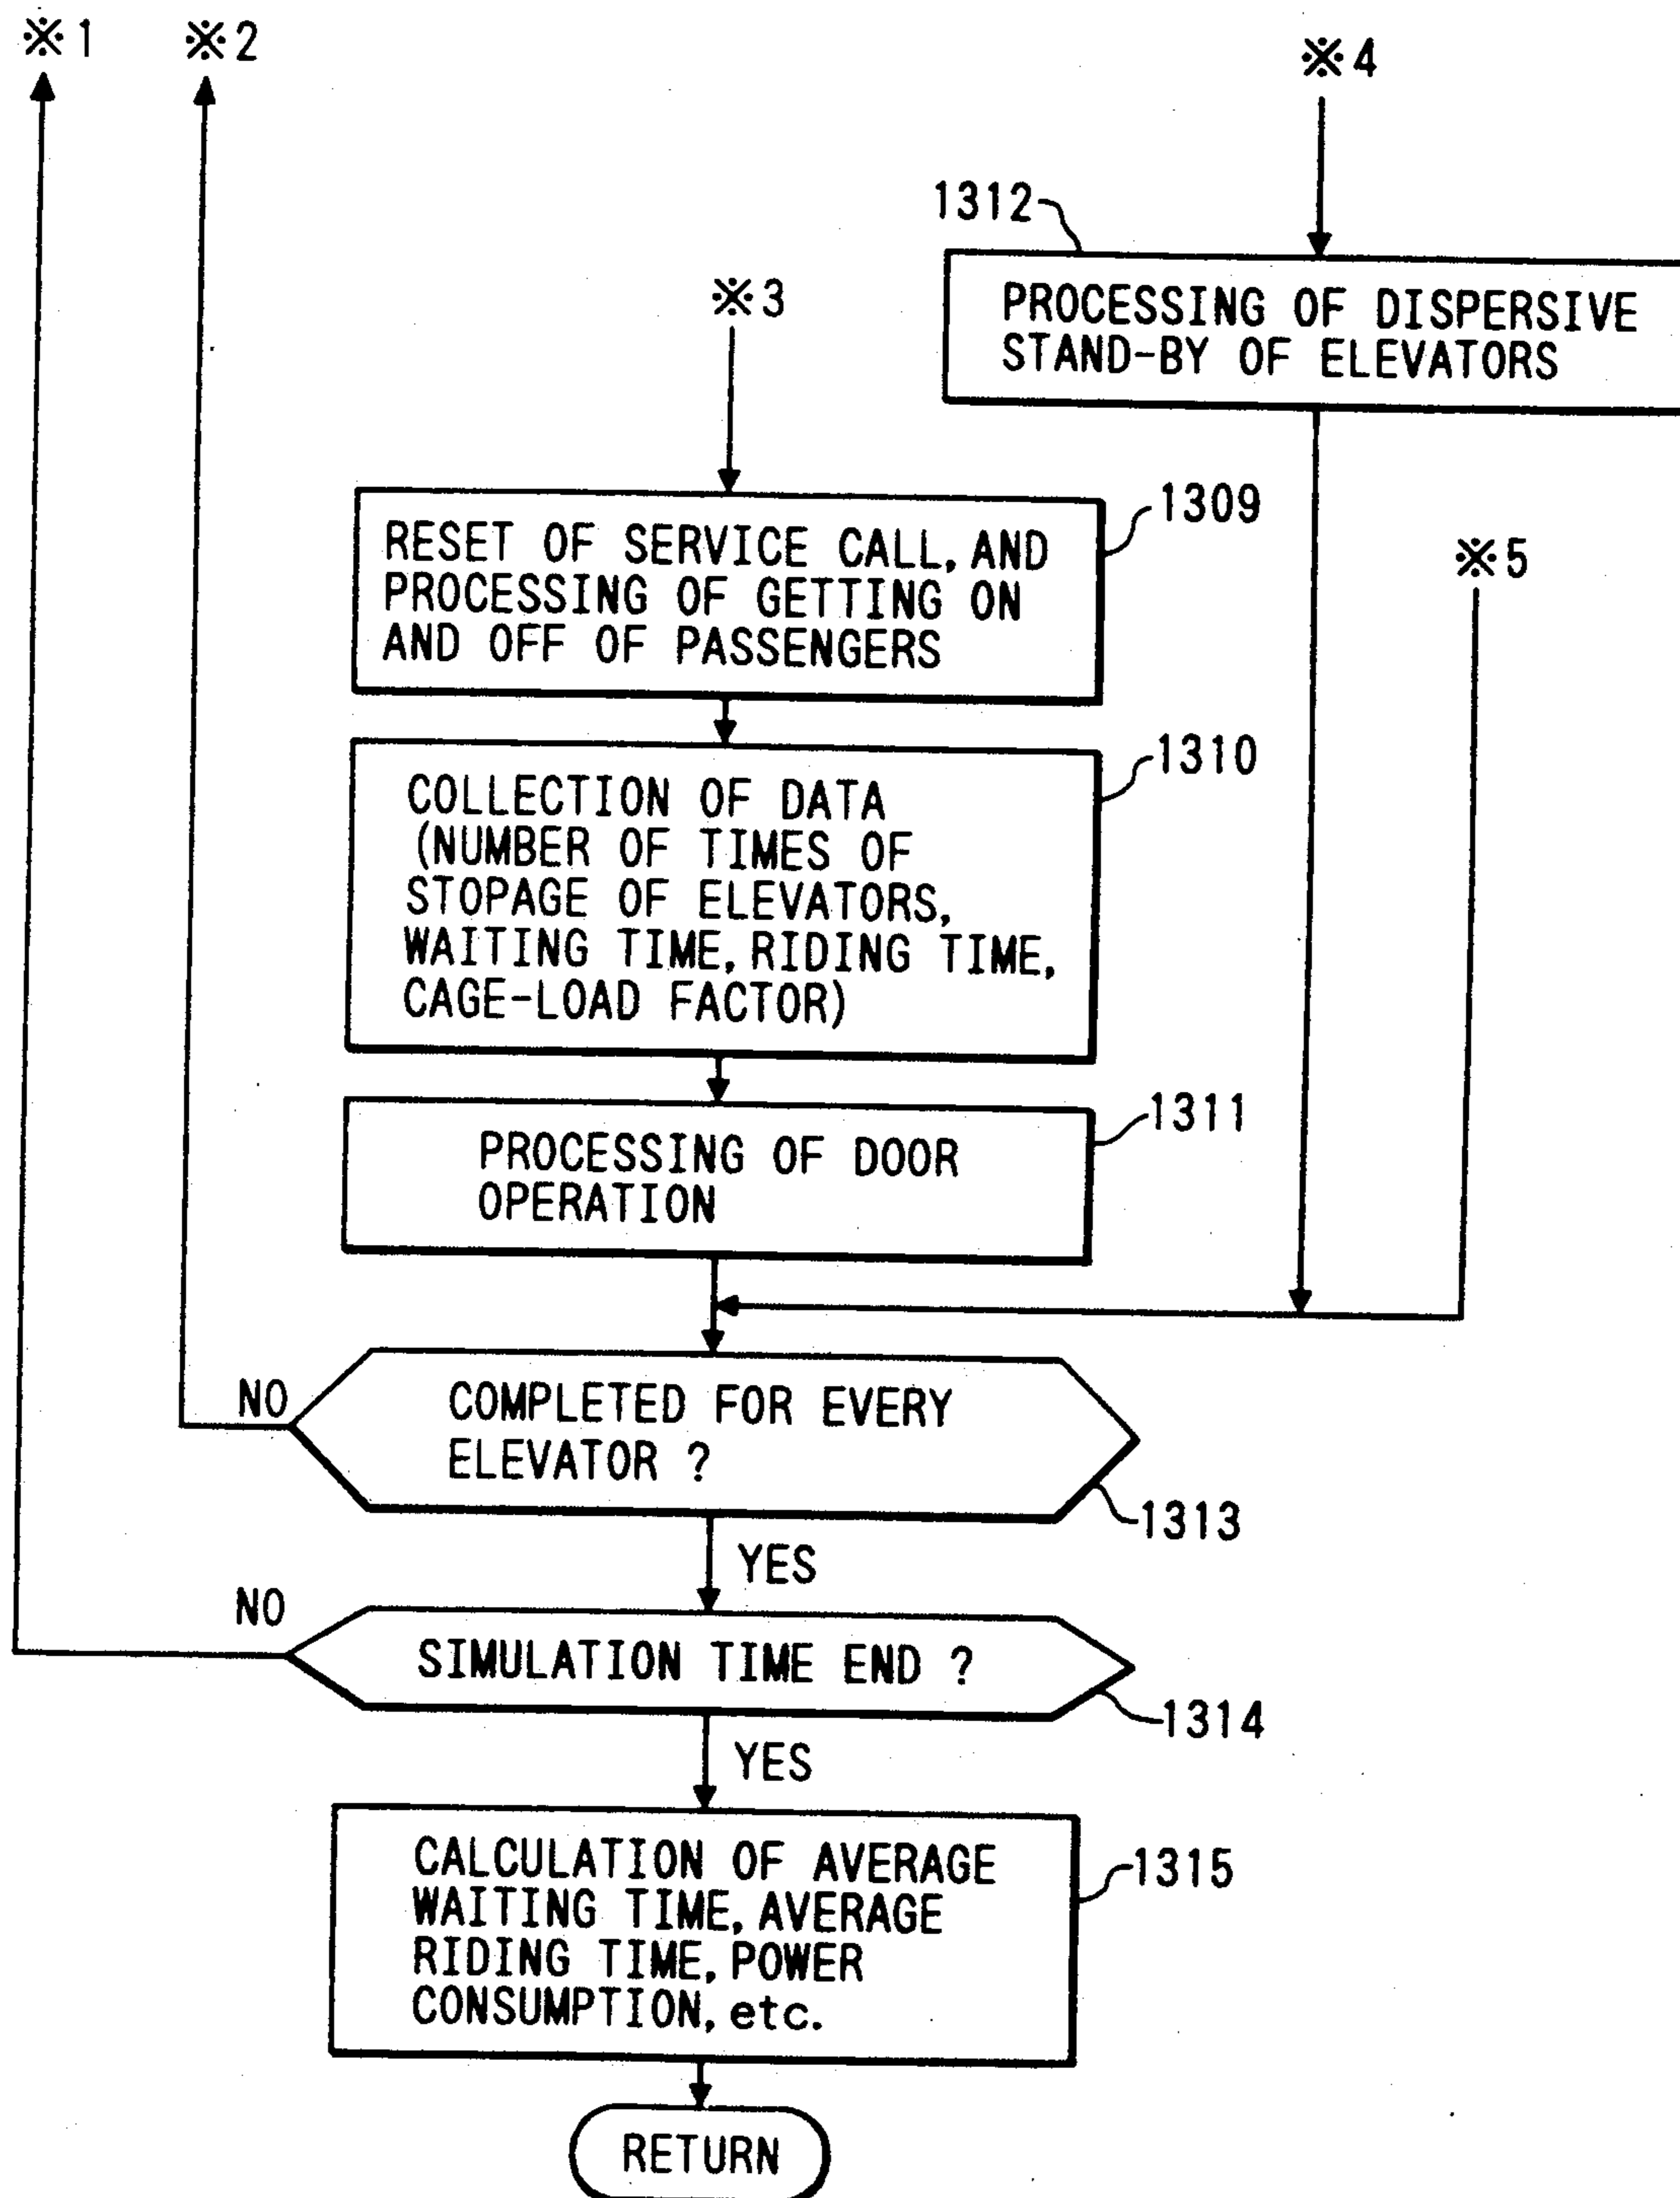 ※1
※2
※4
1312
PROCESSING OF DISPERSIVE
STAND-BY OF ELEVATORS
※3
1309
RESET OF SERVICE CALL, AND
PROCESSING OF GETTING ON
AND OFF OF PASSENGERS
※5
1310
COLLECTION OF DATA
(NUMBER OF TIMES OF
STOPAGE OF ELEVATORS,
WAITING TIME, RIDING TIME,
CAGE-LOAD FACTOR)
1311
PROCESSING OF DOOR
OPERATION
NO
COMPLETED FOR EVERY
ELEVATOR ?
1313
YES
NO
SIMULATION TIME END ?
1314
YES
CALCULATION OF AVERAGE
WAITING TIME, AVERAGE
RIDING TIME, POWER
CONSUMPTION, etc.
1315
RETURN